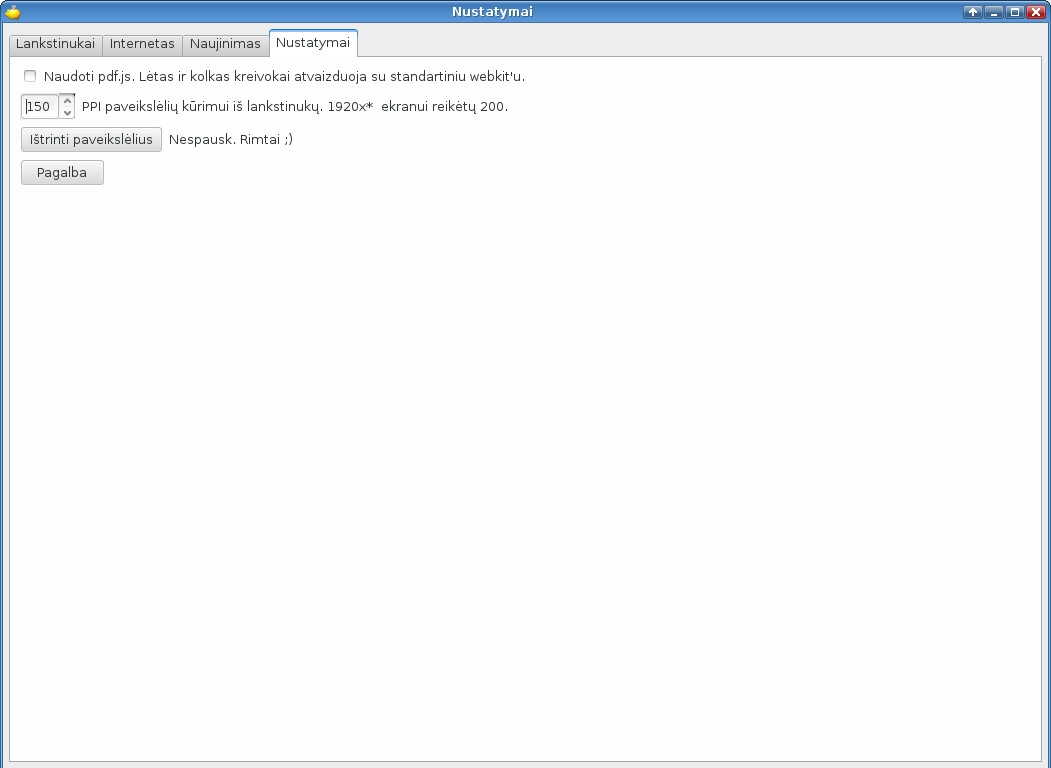 Nustatymai
Lankstinukai Internetas Naujinimas Nustatymai
Naudoti pdf.js. Lėtas ir kolkas kreivokai atvaizduoja su standartiniu webkit'u.
150 PPI paveikslėlių kūrimui iš lankstinukų. 1920x* ekranui reikėtų 200.
Ištrinti paveikslėlius Nespausk. Rimtai ;)
Pagalba